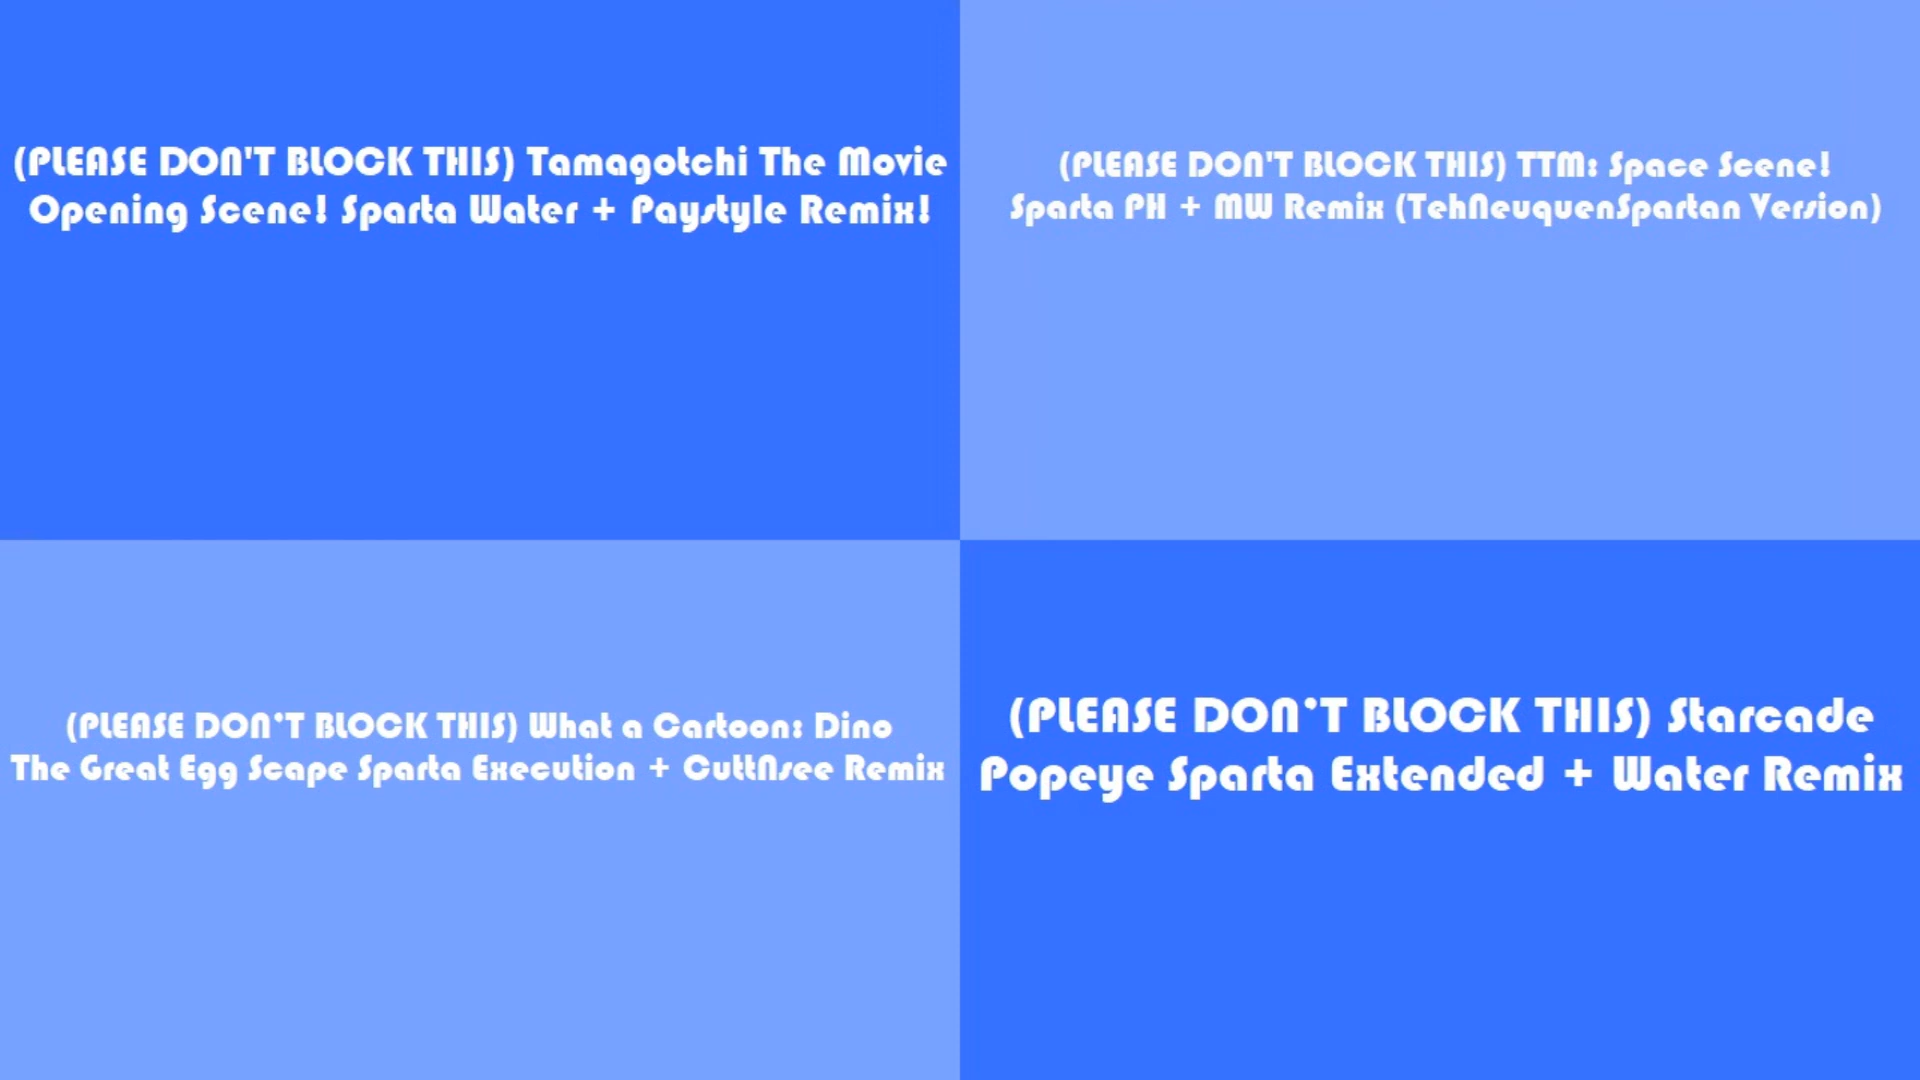 (PLEASE DON'T BLOCK THIS) Tamagotchi The Movie
Opening Scene! Sparta Water + Paystyle Remix!
(PLEASE DON'T BLOCK THIS) TTM: Space Scene!
Sparta PH + MW Remix (TehNeuquenSpartan Version)
(PLEASE DON'T BLOCK THIS) What a Cartoon: Dino
The Great Egg Scape Sparta Execution + CuttNsee Remix
(PLEASE DON'T BLOCK THIS) Starcade
Popeye Sparta Extended + Water Remix